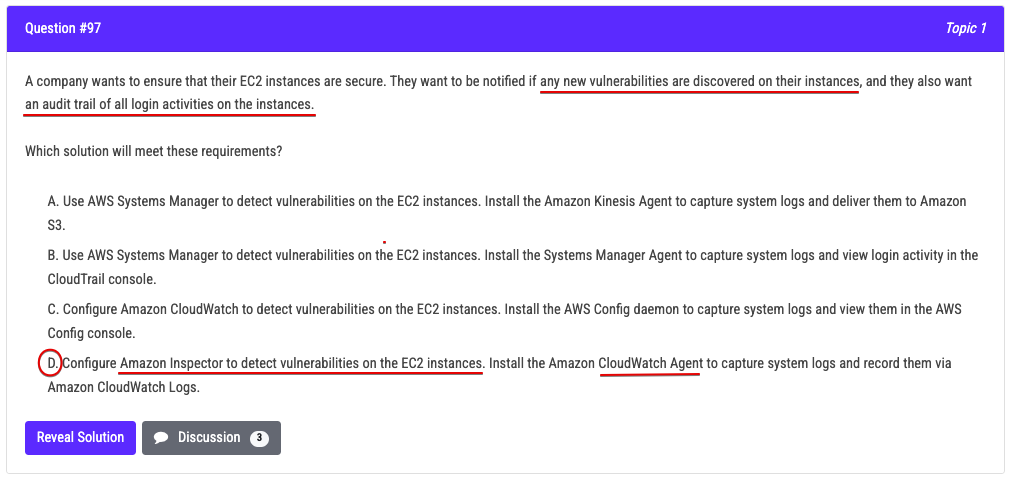 Question #97
Topic 1
A company wants to ensure that their EC2 instances are secure. They want to be notified if any new vulnerabilities are discovered on their instances, and they also want
an audit trail of all login activities on the instances.
Which solution will meet these requirements?
A. Use AWS Systems Manager to detect vulnerabilities on the EC2 instances. Install the Amazon Kinesis Agent to capture system logs and deliver them to Amazon
S3.
B. Use AWS Systems Manager to detect vulnerabilities on the EC2 instances. Install the Systems Manager Agent to capture system logs and view login activity in the
CloudTrail console.
C. Configure Amazon CloudWatch to detect vulnerabilities on the EC2 instances. Install the AWS Config daemon to capture system logs and view them in the AWS
Config console.
D. Configure Amazon Inspector to detect vulnerabilities on the EC2 instances. Install the Amazon CloudWatch Agent to capture system logs and record them via
Amazon CloudWatch Logs.
Reveal Solution
Discussion 3